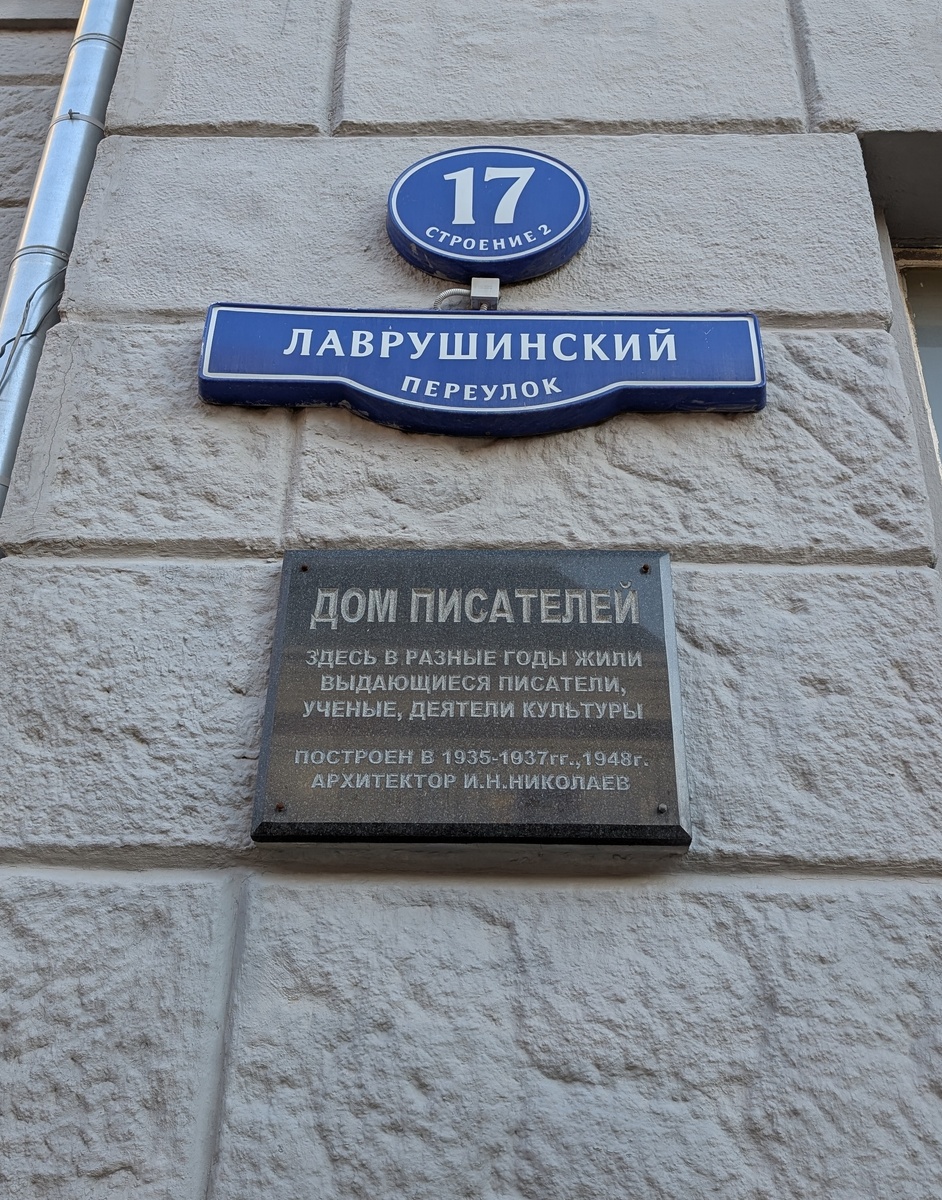 17
СТРОЕНИЕ 2
ЛАВРУШИНСКИЙ
ПЕРЕУЛОК
ДОМ ПИСАТЕЛЕЙ
ЗДЕСЬ В РАЗНЫЕ ГОДЫ ЖИЛИ
ВЫДАЮЩИЕСЯ ПИСАТЕЛИ,
УЧЕНЫЕ, ДЕЯТЕЛИ КУЛЬТУРЫ
ПОСТРОЕН В 1935-1937гг.,1948г.
АРХИТЕКТОР И.Н.НИКОЛАЕВ